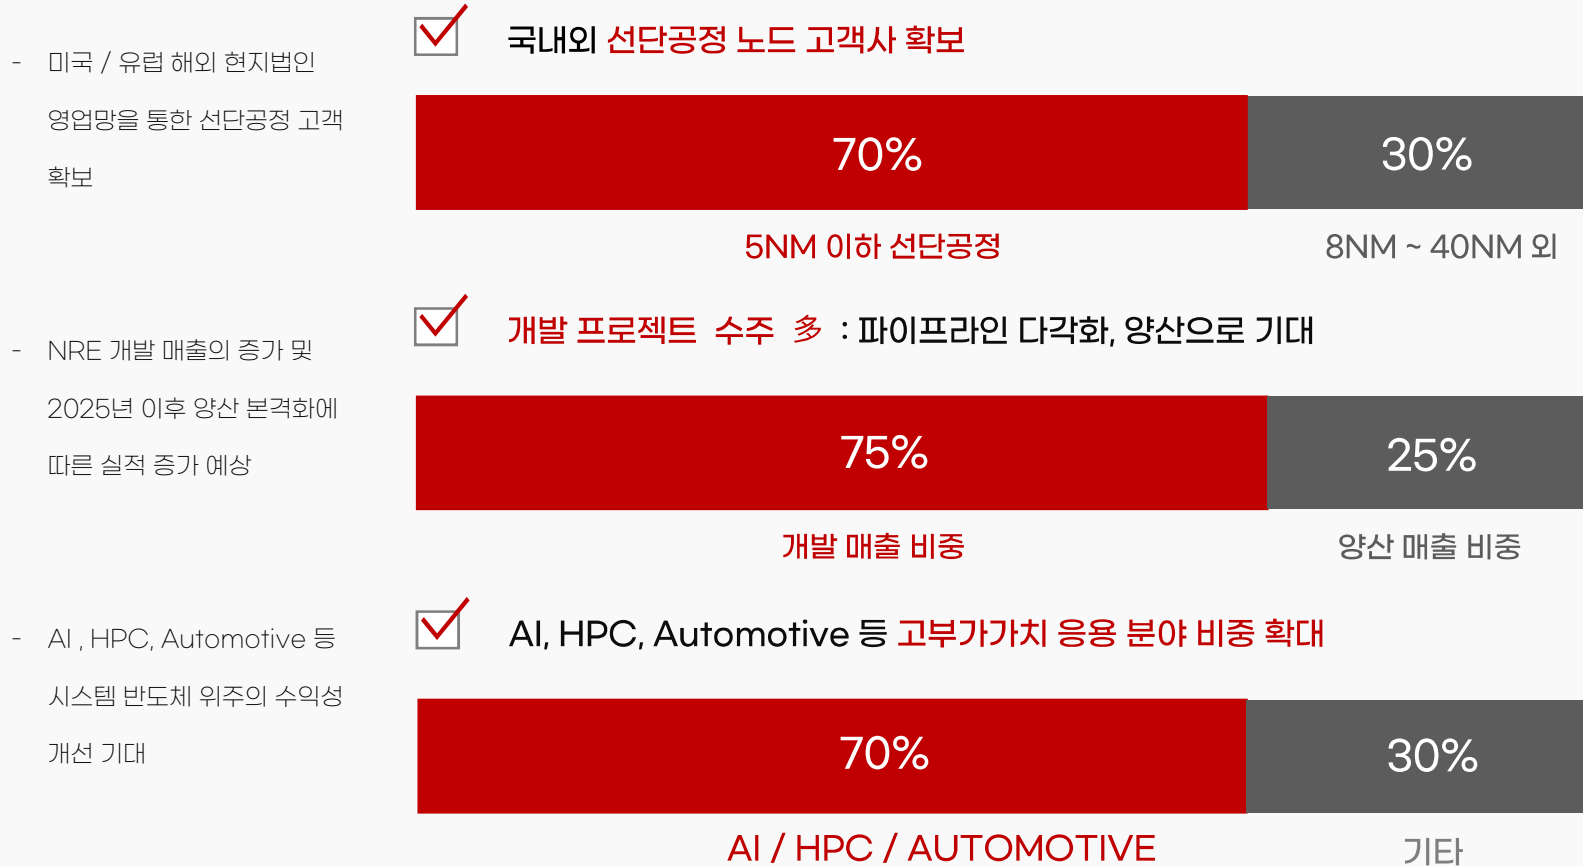 - 미국 / 유럽 해외 현지법인
영업망을 통한 선단공정 고객
확보
국내외 선단공정 노드 고객사 확보
70%
30%
5NM 이하 선단공정
8NM ~ 40NM 외
- NRE 개발 매출의 증가 및
2025년 이후 양산 본격화에
따른 실적 증가 예상
개발 프로젝트 수주 多 : 파이프라인 다각화, 양산으로 기대
75%
25%
개발 매출 비중
양산 매출 비중
- AI , HPC, Automotive 등
시스템 반도체 위주의 수익성
개선 기대
AI, HPC, Automotive 등 고부가가치 응용 분야 비중 확대
70%
30%
AI / HPC / AUTOMOTIVE
기타